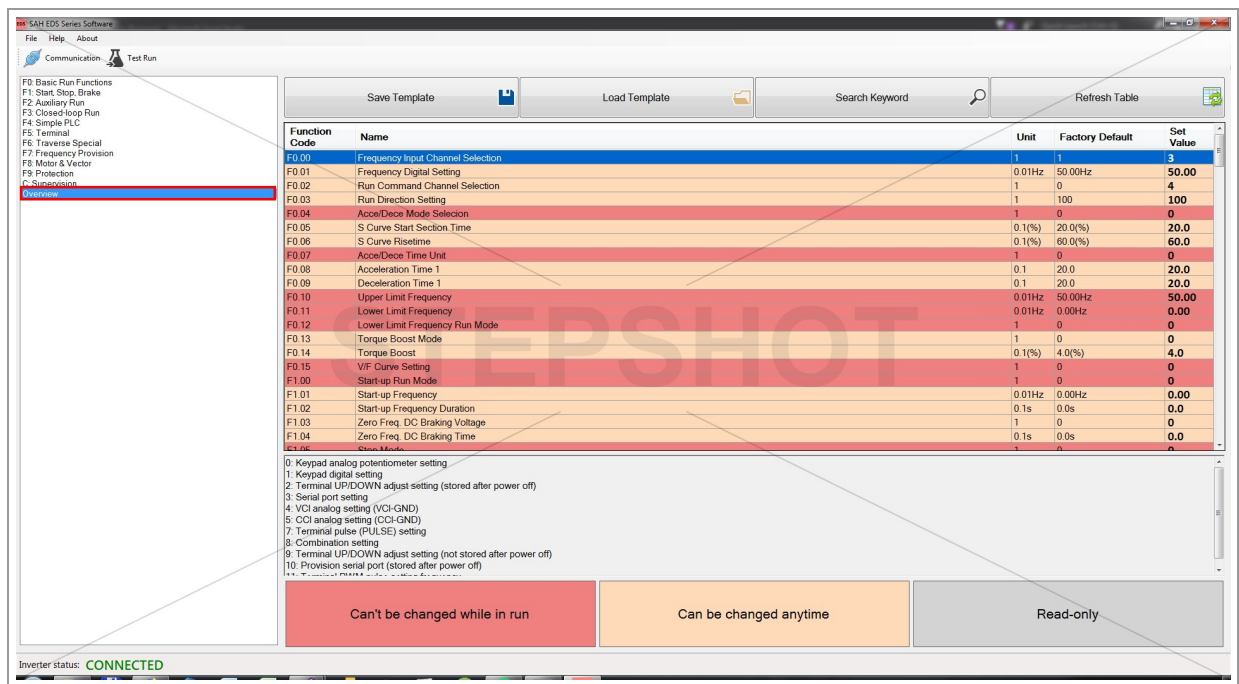 EDS SAH EDS Series Software
File Help About
Communication Test Run
F0: Basic Run Functions
F1: Start, Stop, Brake
F2: Auxiliary Run
F3: Closed-loop Run
F4: Simple PLC
F5: Terminal
F6: Traverse Special
F7: Frequency Provision
F8: Motor & Vector
F9: Protection
C: Supervision
Overview
Save Template Load Template Search Keyword Refresh Table
Function Code Name Unit Factory Default Set Value
F0.00 Frequency Input Channel Selection 1 1 3
F0.01 Frequency Digital Setting 0.01Hz 50.00Hz 50.00
F0.02 Run Command Channel Selection 1 0 4
F0.03 Run Direction Setting 1 100 100
F0.04 Acce/Dece Mode Selecion 1 0 0
F0.05 S Curve Start Section Time 0.1(%) 20.0(%) 20.0
F0.06 S Curve Risetime 0.1(%) 60.0(%) 60.0
F0.07 Acce/Dece Time Unit 1 0 0
F0.08 Acceleration Time 1 0.1 20.0 20.0
F0.09 Deceleration Time 1 0.1 20.0 20.0
F0.10 Upper Limit Frequency 0.01Hz 50.00Hz 50.00
F0.11 Lower Limit Frequency 0.01Hz 0.00Hz 0.00
F0.12 Lower Limit Frequency Run Mode 1 0 0
F0.13 Torque Boost Mode 1 0 0
F0.14 Torque Boost 0.1(%) 4.0(%) 4.0
F0.15 V/F Curve Setting 1 0 0
F1.00 Start-up Run Mode 1 0 0
F1.01 Start-up Frequency 0.01Hz 0.00Hz 0.00
F1.02 Start-up Frequency Duration 0.1s 0.0s 0.0
F1.03 Zero Freq. DC Braking Voltage 1 0 0
F1.04 Zero Freq. DC Braking Time 0.1s 0.0s 0.0
F1.05 Stop Mode 1 0 0
STEPSHOT
0: Keypad analog potentiometer setting
1: Keypad digital setting
2: Terminal UP/DOWN adjust setting (stored after power off)
3: Serial port setting
4: VCI analog setting (VCI-GND)
5: CCI analog setting (CCI-GND)
7: Terminal pulse (PULSE) setting
8: Combination setting
9: Terminal UP/DOWN adjust setting (not stored after power off)
10: Provision serial port (stored after power off)
11: Terminal PWM pulse setting frequency
Can't be changed while in run Can be changed anytime Read-only
Inverter status: CONNECTED